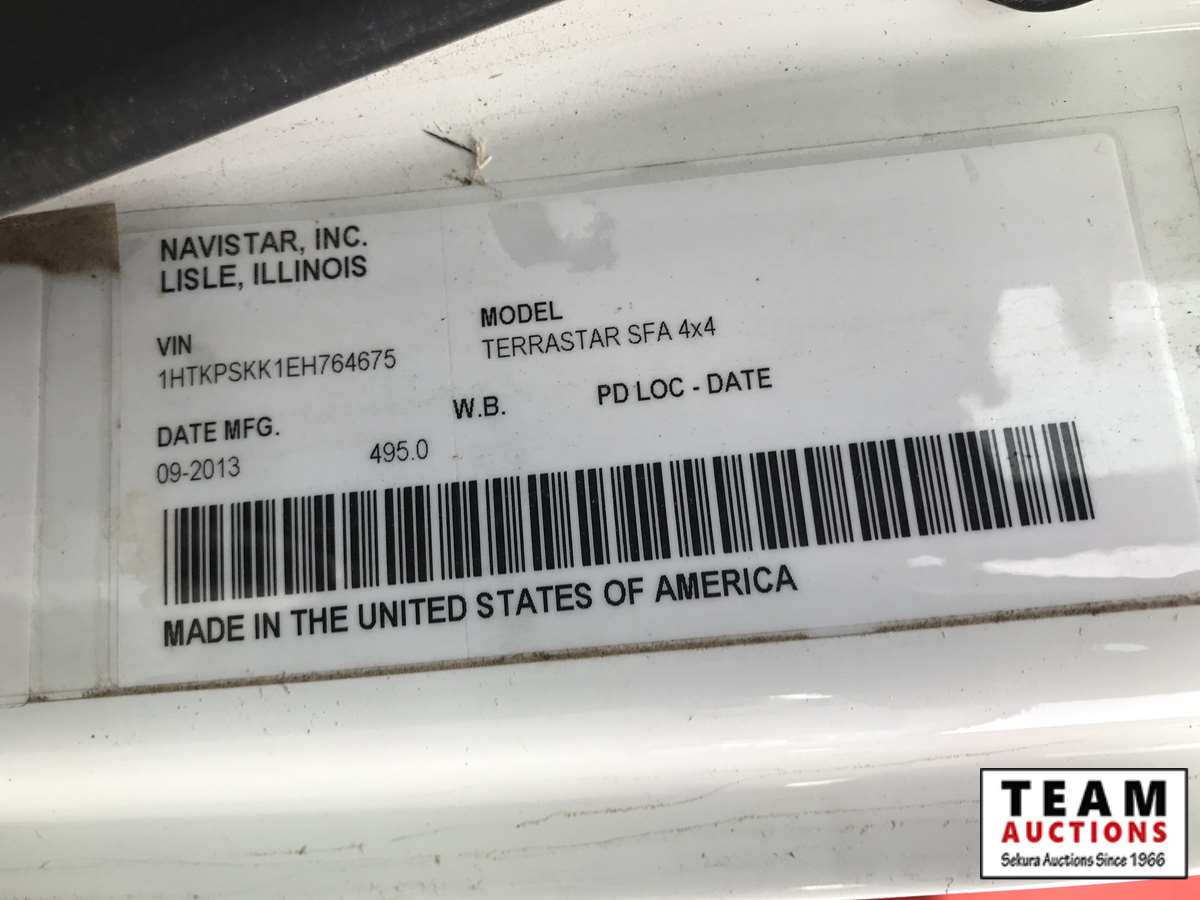 NAVISTAR, INC.
LISLE, ILLINOIS
VIN
1HTKPSKK1EH764675
MODEL
TERRASTAR SFA 4x4
DATE MFG.
09-2013
W.B.
495.0
PD LOC - DATE
MADE IN THE UNITED STATES OF AMERICA
TEAM
AUCTIONS
Sekura Auctions Since 1966